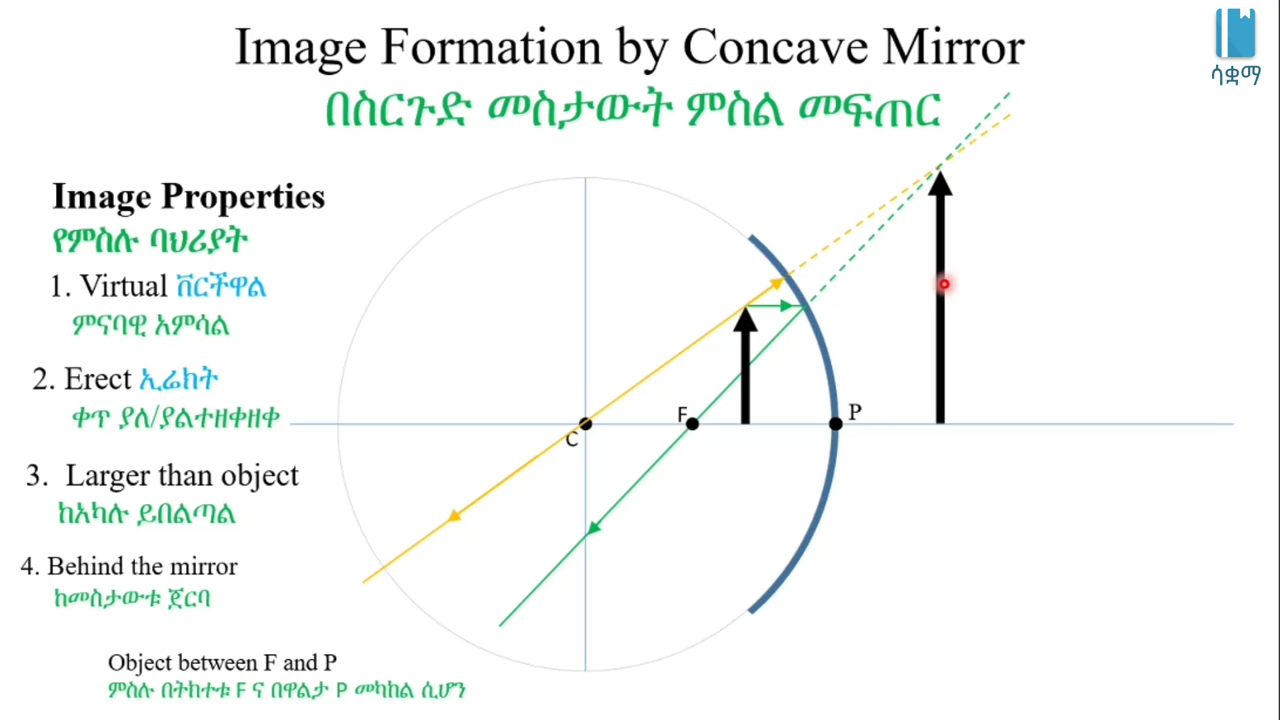 Image Formation by Concave Mirror
በስርጉድ መስታውት ምስል መፍጠር
ሳቋማ
Image Properties
የምስሉ ባህሪያት
1. Virtual ቨርችዋል
ምናባዊ አምሳል
2. Erect ኢሬክት
ቀጥ ያለ/ያልተዘቀዘቀ
3. Larger than object
ከአካሉ ይበልጣል
4. Behind the mirror
ከመስታውቱ ጀርባ
C
F
P
Object between F and P
ምስሉ በትከተቱ F ና በዋልታ P መካከል ሲሆን